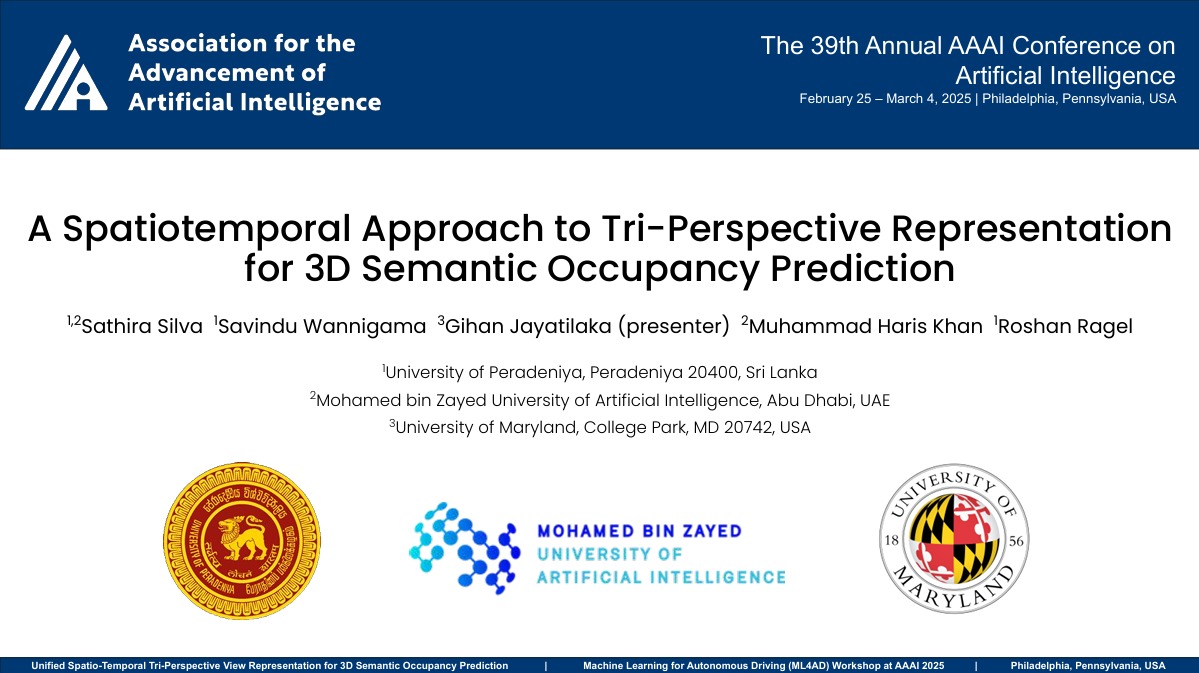 Association for the
Advancement of
Artificial Intelligence
The 39th Annual AAAI Conference on
Artificial Intelligence
February 25 – March 4, 2025 | Philadelphia, Pennsylvania, USA
A Spatiotemporal Approach to Tri-Perspective Representation
for 3D Semantic Occupancy Prediction
1,2Sathira Silva 1Savindu Wannigama 3Gihan Jayatilaka (presenter) 2Muhammad Haris Khan 1Roshan Ragel
1University of Peradeniya, Peradeniya 20400, Sri Lanka
2Mohamed bin Zayed University of Artificial Intelligence, Abu Dhabi, UAE
3University of Maryland, College Park, MD 20742, USA
UNIVERSITY OF PERADENIYA
MOHAMED BIN ZAYED
UNIVERSITY OF
ARTIFICIAL INTELLIGENCE
UNIVERSITY OF
18 56
MARYLAND
Unified Spatio-Temporal Tri-Perspective View Representation for 3D Semantic Occupancy Prediction | Machine Learning for Autonomous Driving (ML4AD) Workshop at AAAI 2025 | Philadelphia, Pennsylvania, USA